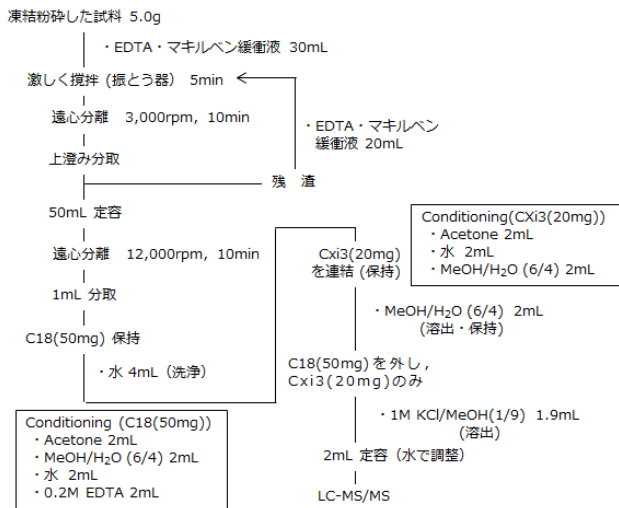 凍結粉砕した試料 5.0g
・EDTA・マキルベン緩衝液 30mL
激しく撹拌 (振とう器) 5min
遠心分離 3,000rpm, 10min
・EDTA・マキルベン
緩衝液 20mL
上澄み分取
残 渣
50mL 定容
遠心分離 12,000rpm, 10min
1mL 分取
C18(50mg) 保持
・水 4mL (洗浄)
Conditioning (C18(50mg))
・Acetone 2mL
・MeOH/H₂O (6/4) 2mL
・水 2mL
・0.2M EDTA 2mL
Conditioning(CXi3(20mg))
・Acetone 2mL
・水 2mL
・MeOH/H₂O (6/4) 2mL
Cxi3(20mg)
を連結 (保持)
・MeOH/H₂O (6/4) 2mL
(溶出・保持)
C18(50mg)を外し,
Cxi3(20mg)のみ
・1M KCl/MeOH(1/9) 1.9mL
(溶出)
2mL 定容 (水で調整)
LC-MS/MS